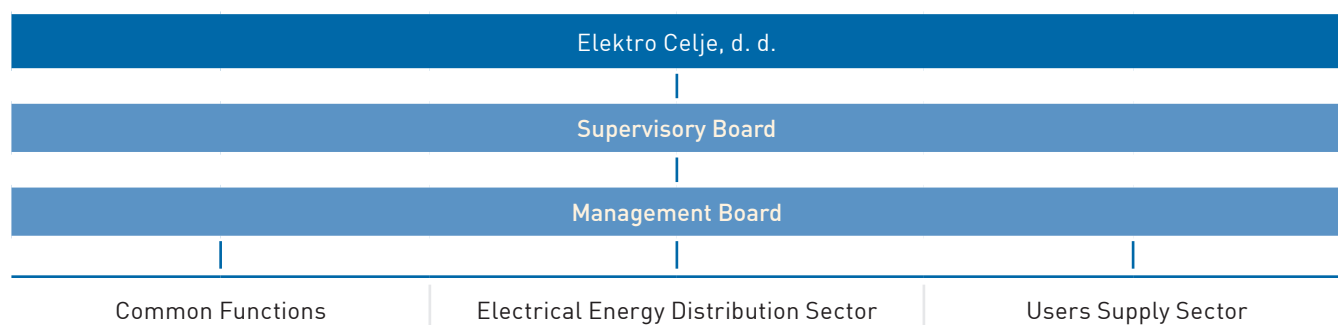 Elektro Celje, d. d.
Supervisory Board
Management Board
Common Functions
Electrical Energy Distribution Sector
Users Supply Sector